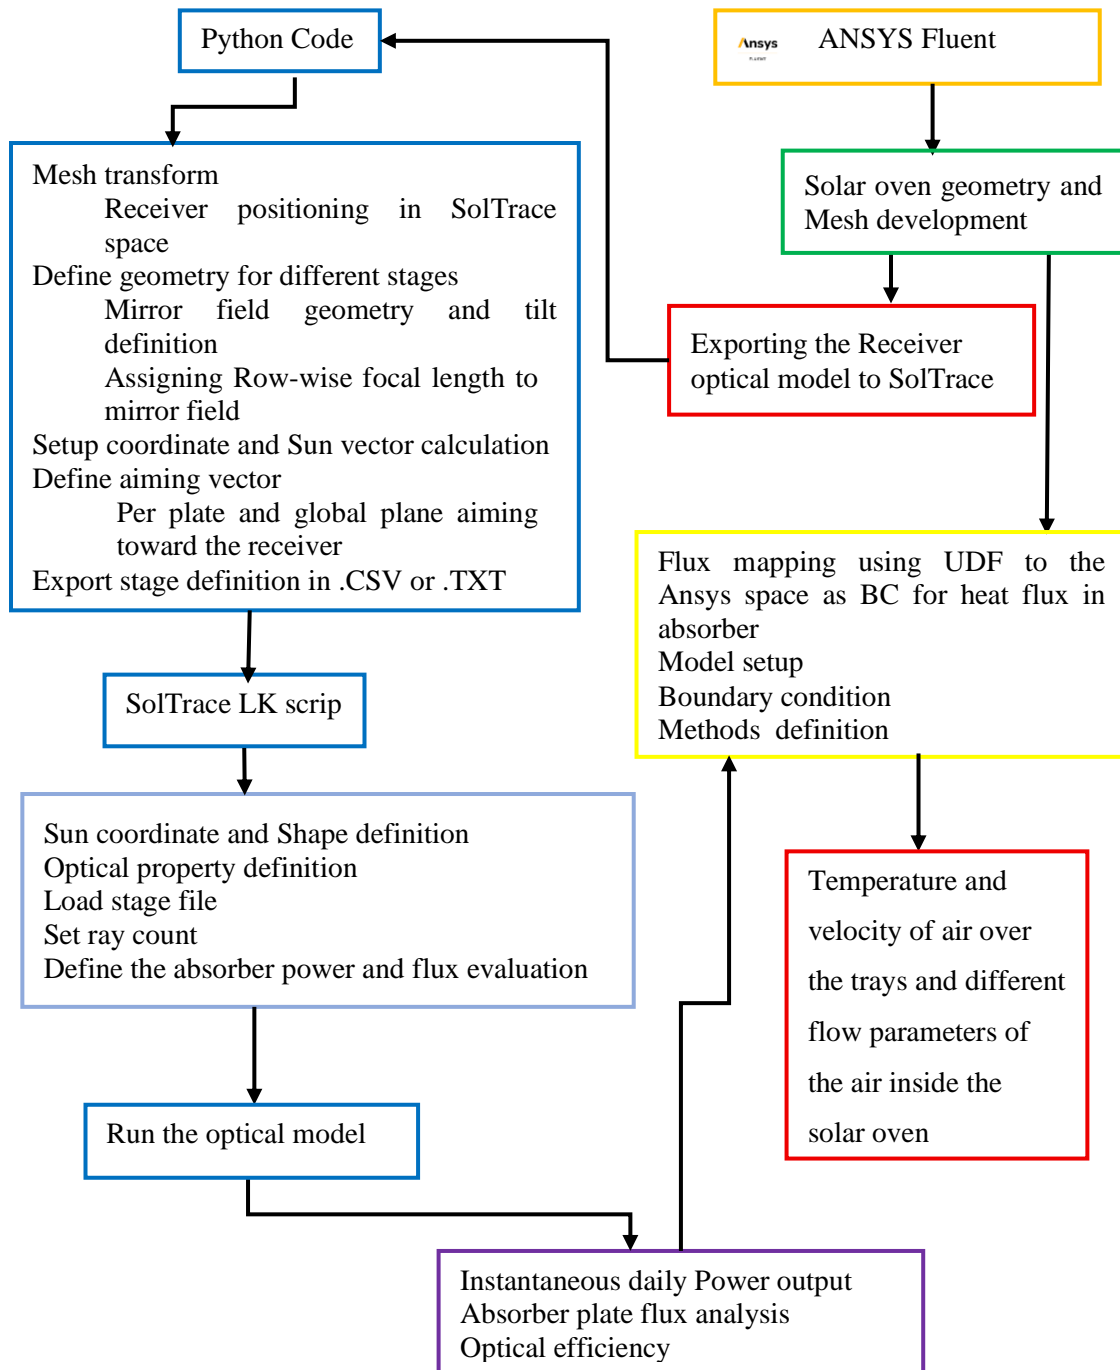 Python Code
Ansys
FLUENT
ANSYS Fluent
Mesh transform
Receiver positioning in SolTrace
space
Define geometry for different stages
Mirror field geometry and tilt
definition
Assigning Row-wise focal length to
mirror field
Setup coordinate and Sun vector calculation
Define aiming vector
Per plate and global plane aiming
toward the receiver
Export stage definition in .CSV or .TXT
Solar oven geometry and
Mesh development
Exporting the Receiver
optical model to SolTrace
SolTrace LK scrip
Flux mapping using UDF to the
Ansys space as BC for heat flux in
absorber
Model setup
Boundary condition
Methods definition
Sun coordinate and Shape definition
Optical property definition
Load stage file
Set ray count
Define the absorber power and flux evaluation
Temperature and
velocity of air over
the trays and different
flow parameters of
the air inside the
solar oven
Run the optical model
Instantaneous daily Power output
Absorber plate flux analysis
Optical efficiency